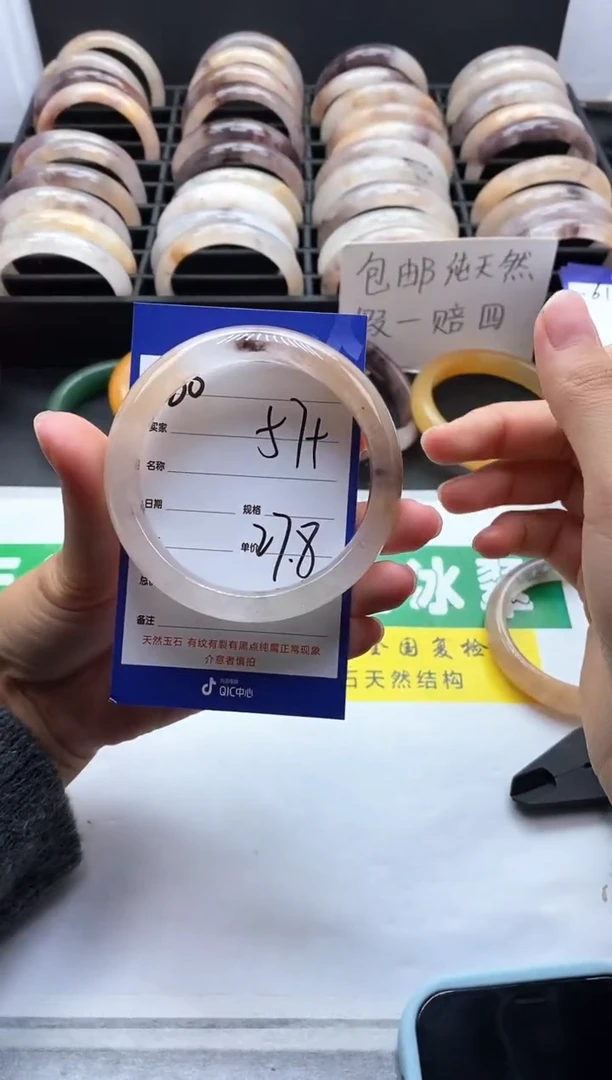 包邮纯天然
假一赔四
61
00
买家 57+
名称
日期 规格
单价 27.8
备注
天然玉石 有纹有裂有黑点纯属正常现象
介意者慎拍
QIC中心
冰翠
全国复检
石天然结构